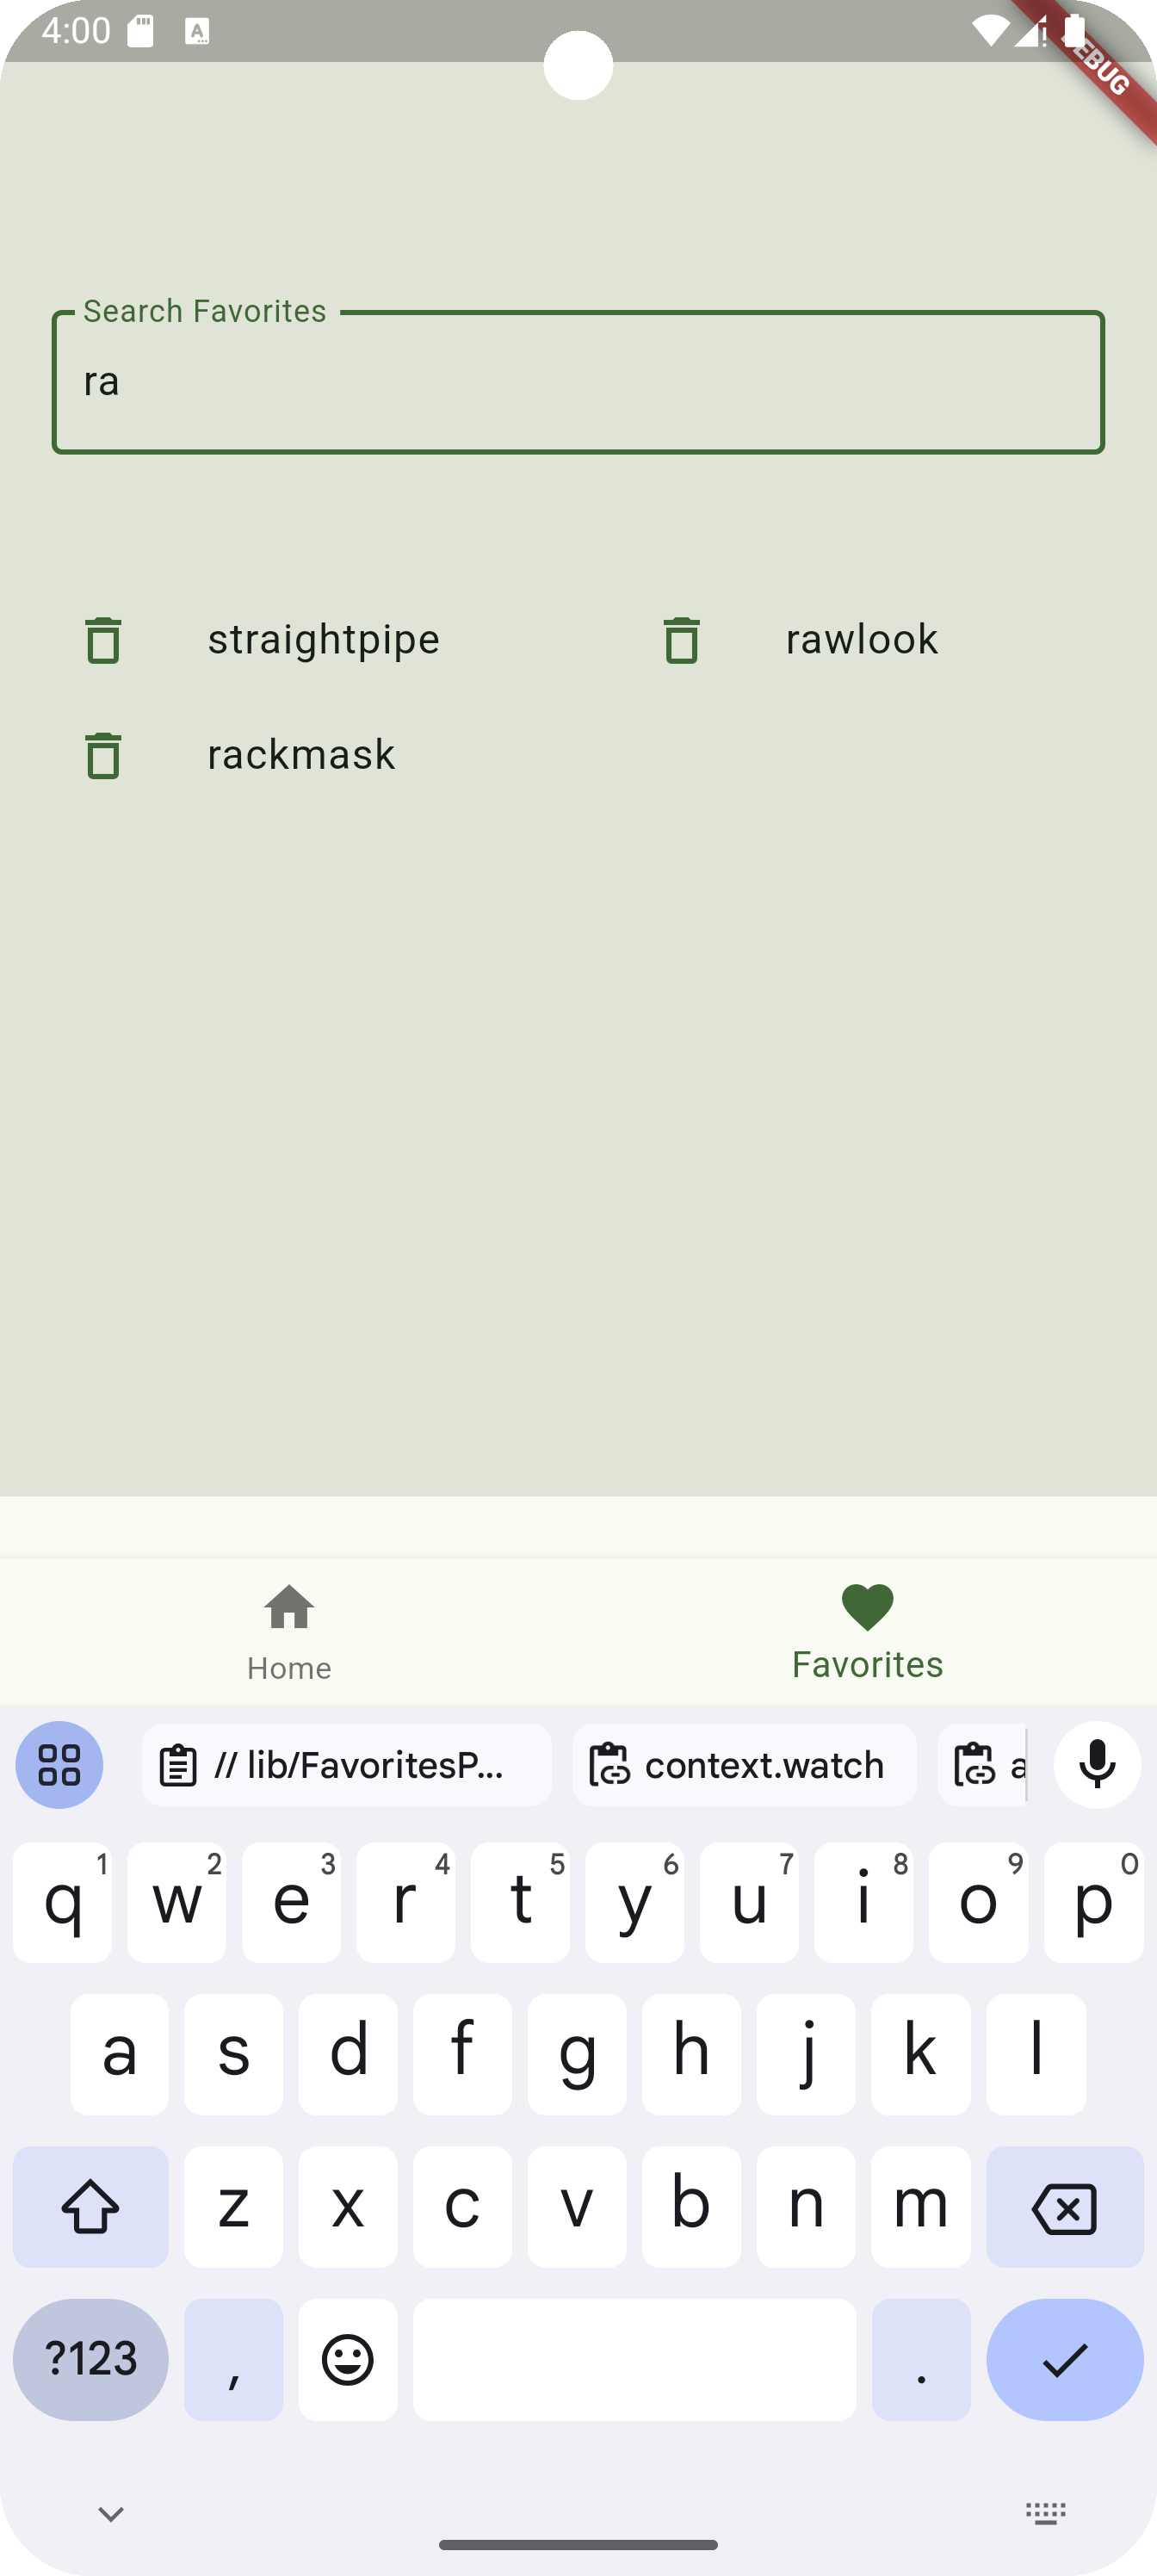 4:00
DEBUG
Search Favorites
ra
straightpipe
rawlook
rackmask
Home
Favorites
// lib/FavoritesP...
context.watch
a
q 1 w 2 e 3 r 4 t 5 y 6 u 7 i 8 o 9 p 0
a s d f g h j k l
z x c v b n m
?123 , .